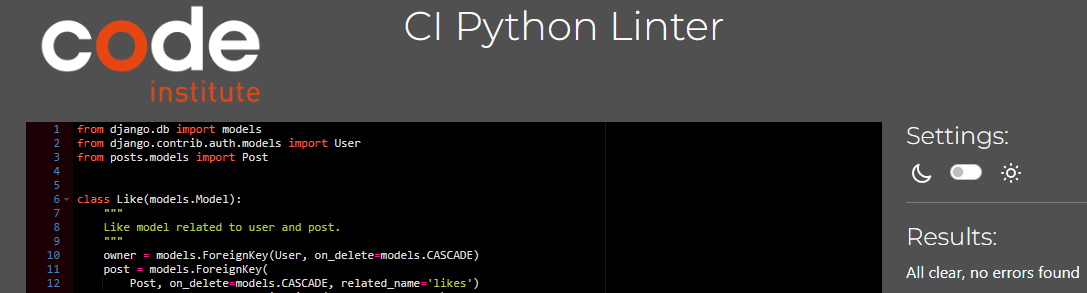 code
institute
CI Python Linter
1 from django.db import models
2 from django.contrib.auth.models import User
3 from posts.models import Post
4
5
6 class Like(models.Model):
7     """
8     Like model related to user and post.
9     """
10     owner = models.ForeignKey(User, on_delete=models.CASCADE)
11     post = models.ForeignKey(
12         Post, on_delete=models.CASCADE, related_name='likes')
Settings:
Results:
All clear, no errors found